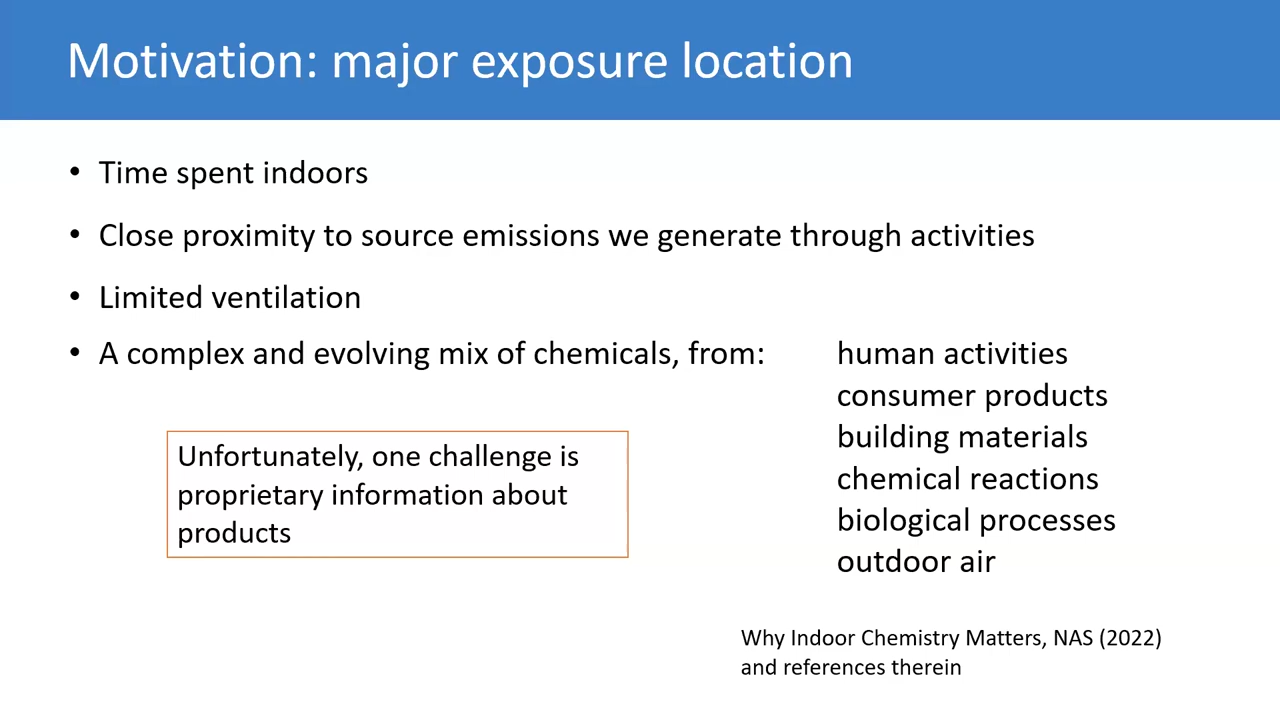 Motivation: major exposure location
• Time spent indoors
• Close proximity to source emissions we generate through activities
• Limited ventilation
• A complex and evolving mix of chemicals, from:
human activities
consumer products
building materials
chemical reactions
biological processes
outdoor air
Unfortunately, one challenge is
proprietary information about
products
Why Indoor Chemistry Matters, NAS (2022)
and references therein